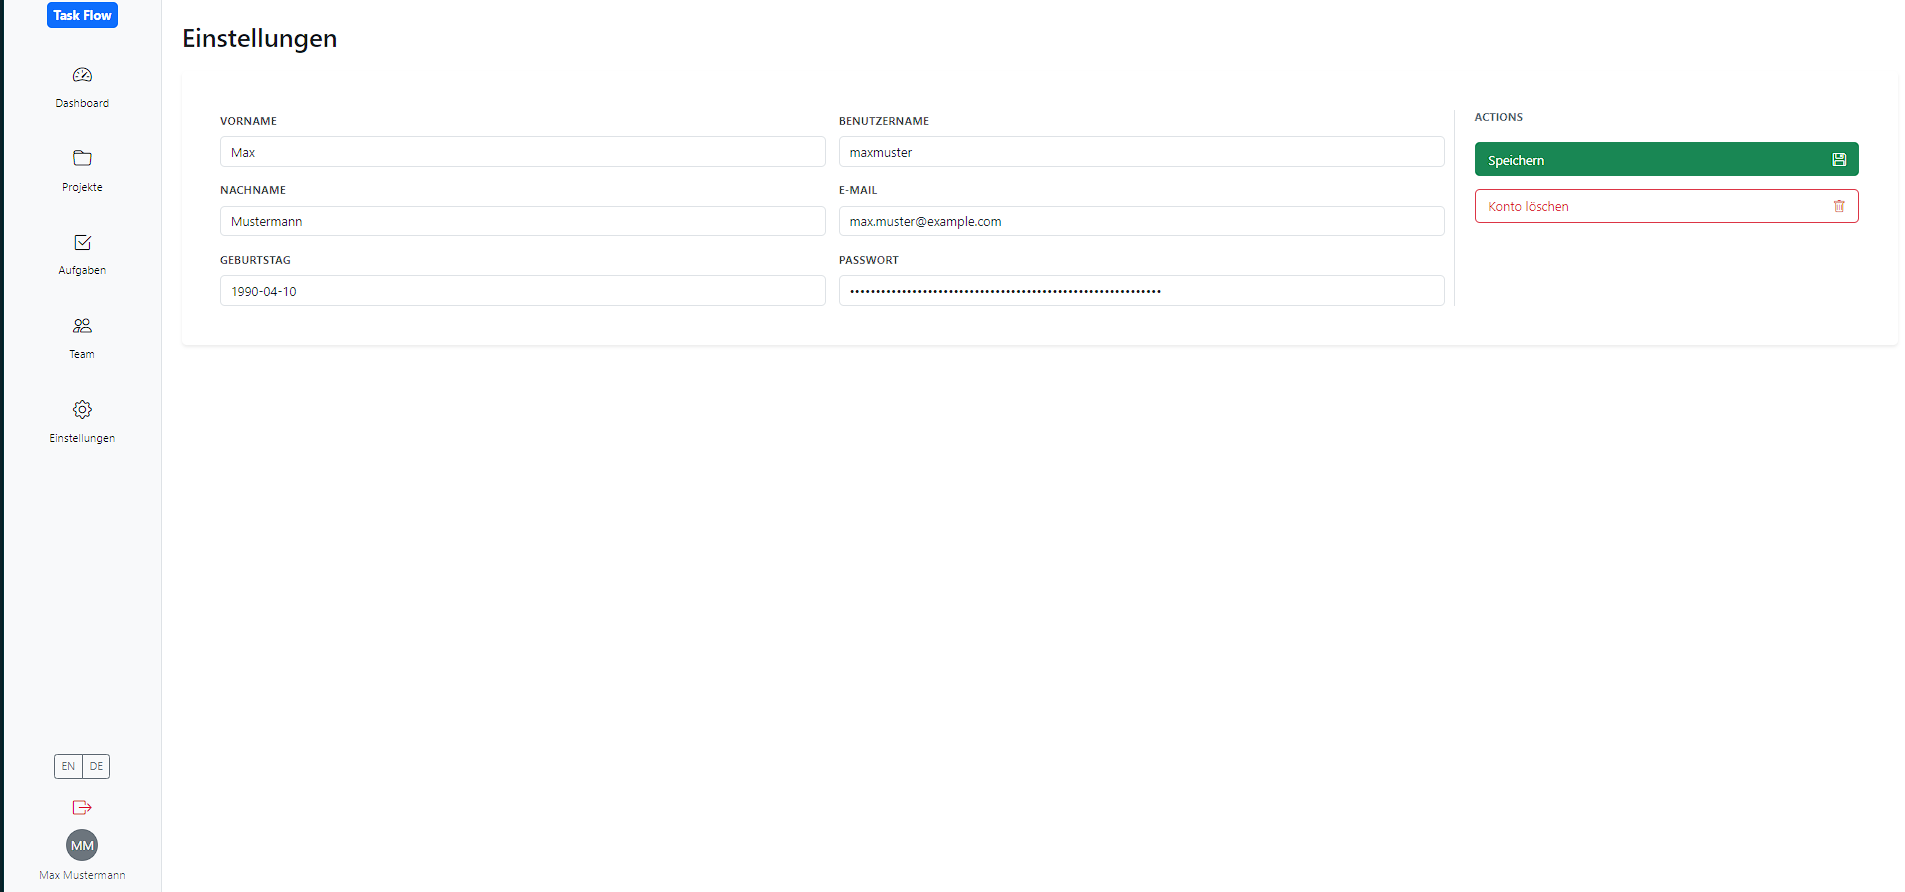 Task Flow
Dashboard
Projekte
Aufgaben
Team
Einstellungen
EN DE
MM
Max Mustermann
Einstellungen
VORNAME
Max
NACHNAME
Mustermann
GEBURTSTAG
1990-04-10
BENUTZERNAME
maxmuster
E-MAIL
max.muster@example.com
PASSWORT
ACTIONS
Speichern
Konto löschen